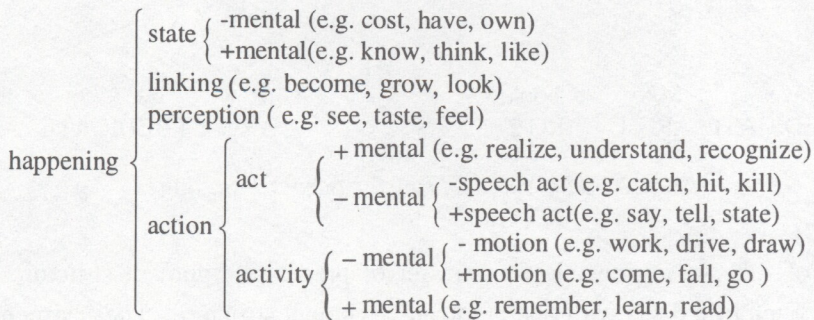 state -mental (e.g. cost, have, own)
+mental(e.g. know, think, like)
linking (e.g. become, grow, look)
perception ( e.g. see, taste, feel)
happening
action
act
+ mental (e.g. realize, understand, recognize)
– mental
-speech act (e.g. catch, hit, kill)
+speech act(e.g. say, tell, state)
activity
– mental
- motion (e.g. work, drive, draw)
+motion (e.g. come, fall, go )
+ mental (e.g. remember, learn, read)